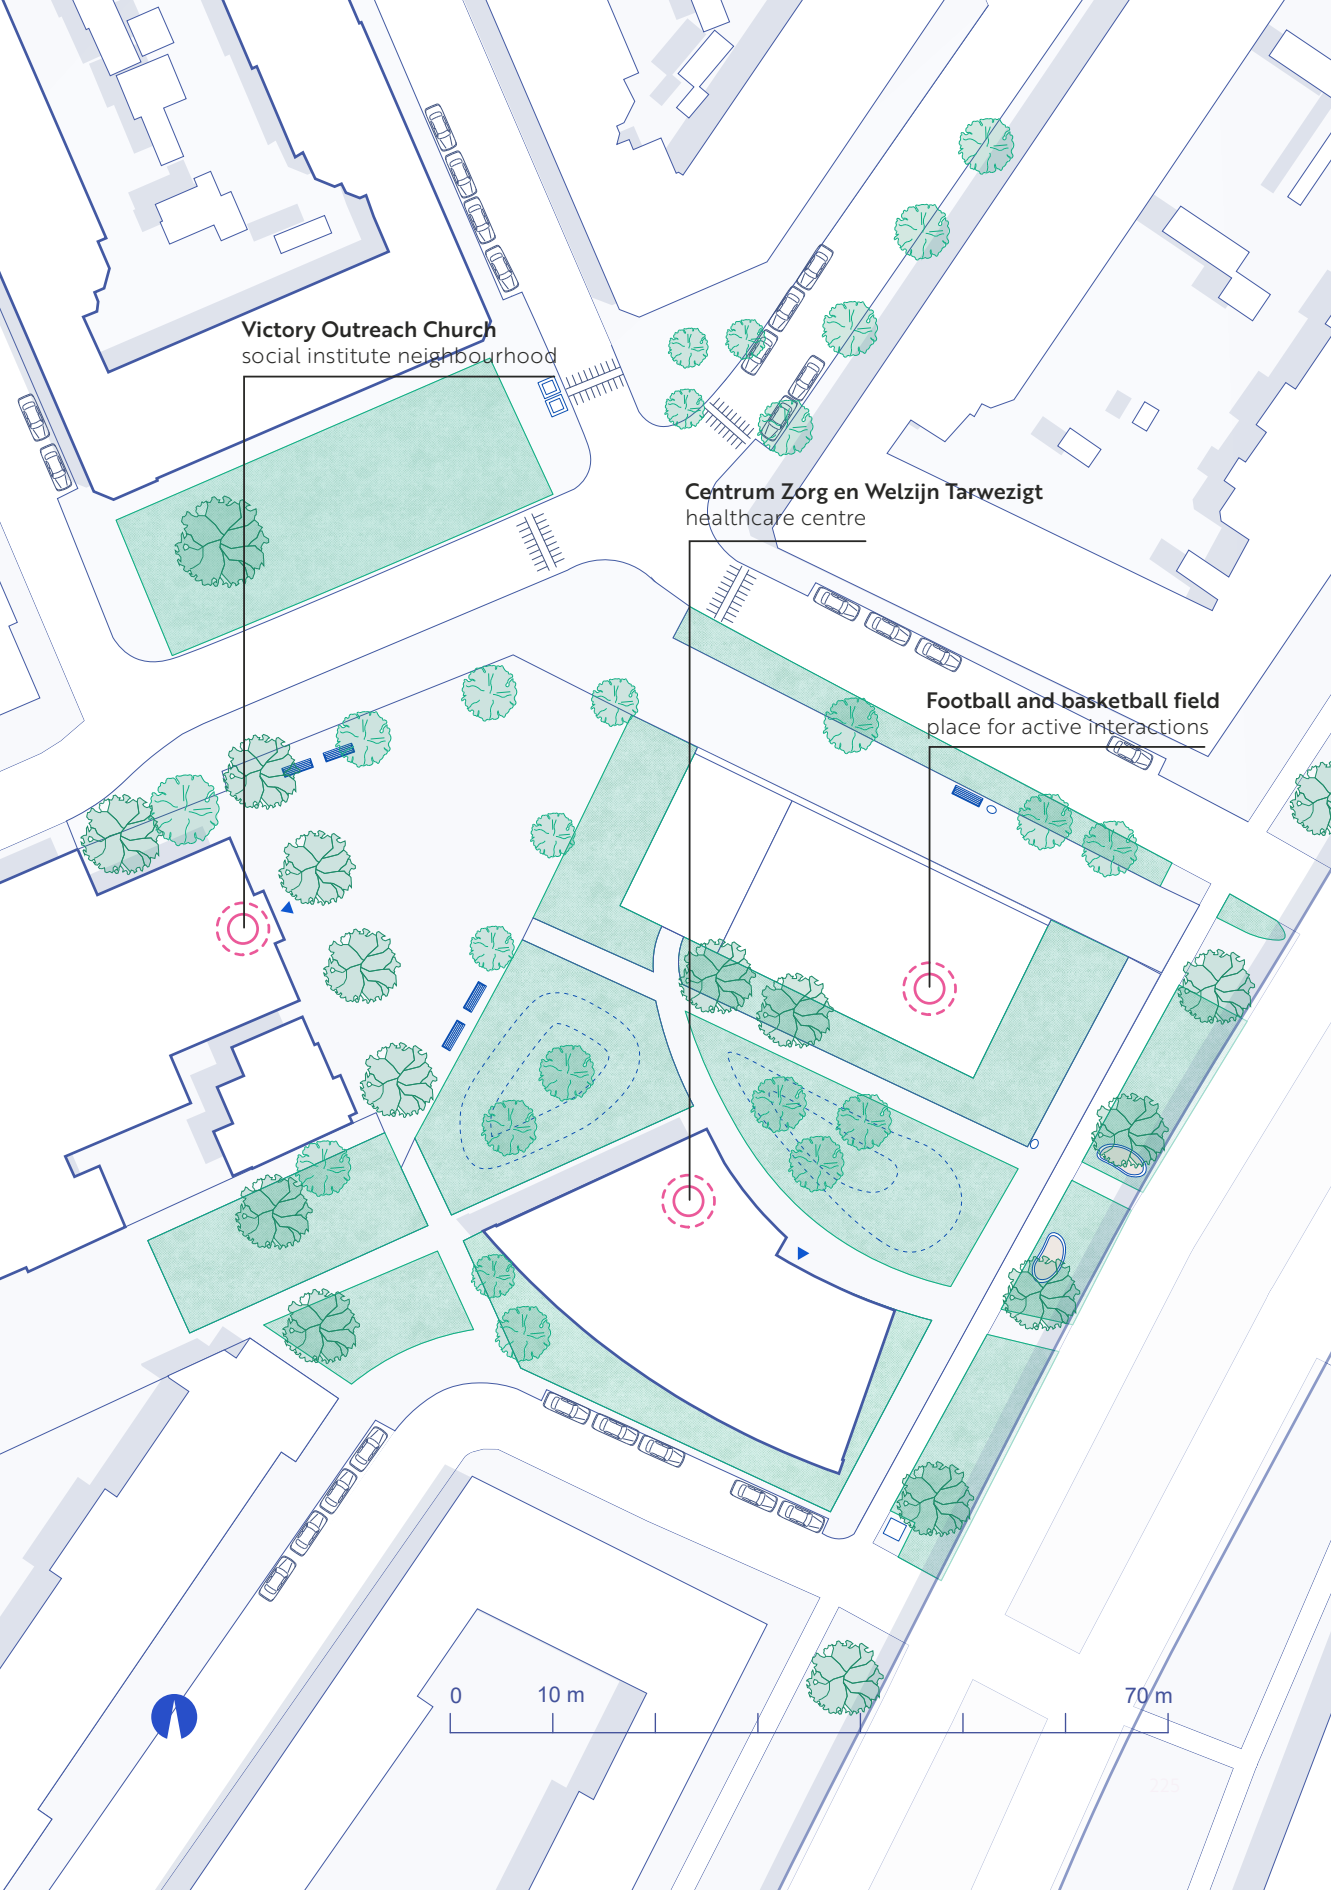 Victory Outreach Church
social institute neighbourhood
Centrum Zorg en Welzijn Tarwezigt
healthcare centre
Football and basketball field
place for active interactions
0 10 m 70 m
225